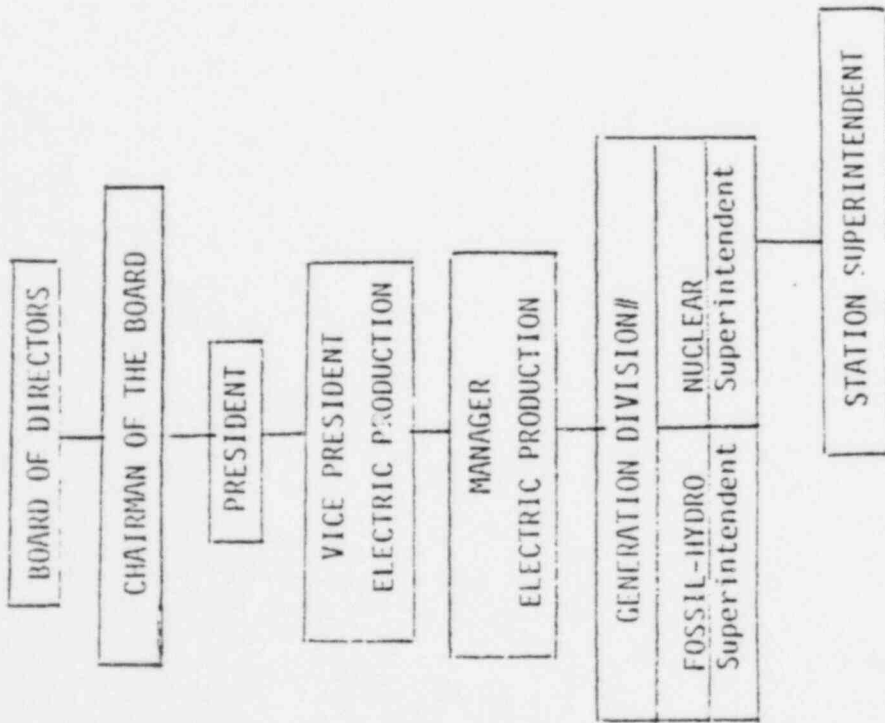 BOARD OF DIRECTORS
CHAIRMAN OF THE BOARD
PRESIDENT
VICE PRESIDENT
ELECTRIC PRODUCTION
MANAGER
ELECTRIC PRODUCTION
GENERATION DIVISION#
FOSSIL-HYDRO
Superintendent
NUCLEAR
Superintendent
STATION SUPERINTENDENT